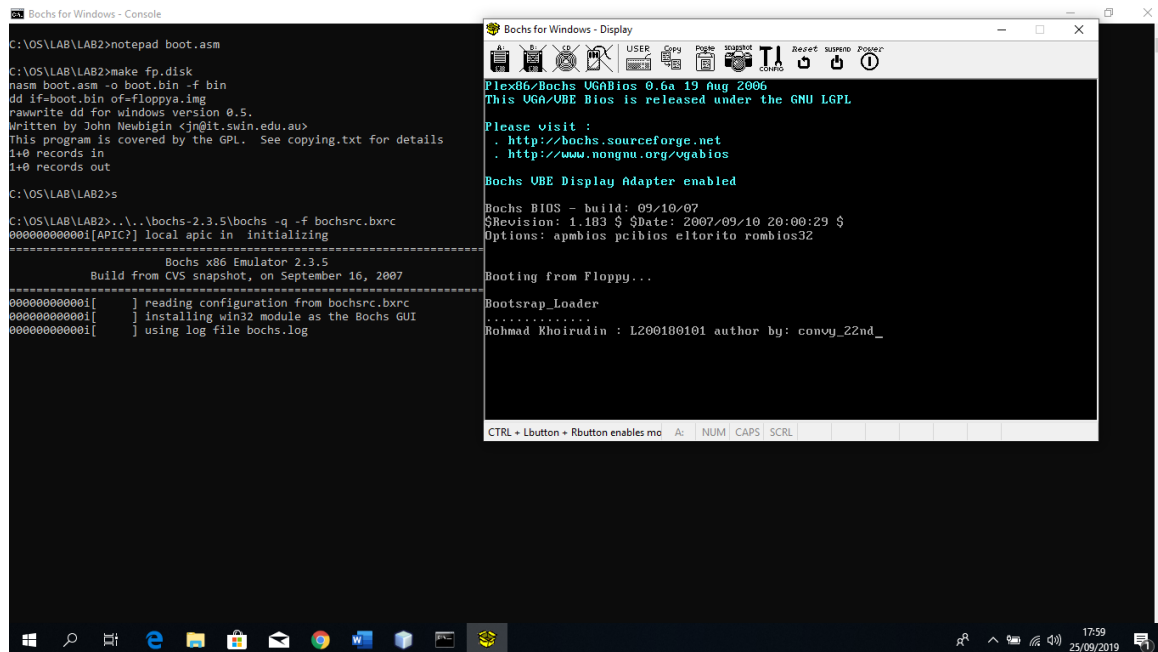 Bochs for Windows - Console
C:\OS\LAB\LAB2>notepad boot.asm
C:\OS\LAB\LAB2>make fp.disk
nasm boot.asm -o boot.bin -f bin
dd if=boot.bin of=floppya.img
rawwrite dd for windows version 0.5.
Written by John Newbigin <jn@it.swin.edu.au>
This program is covered by the GPL.  See copying.txt for details
1+0 records in
1+0 records out
C:\OS\LAB\LAB2>s
C:\OS\LAB\LAB2>..\..\bochs-2.3.5\bochs -q -f bochsrc.bxrc
00000000000i[APIC?] local apic in  initializing
========================================================================
Bochs x86 Emulator 2.3.5
Build from CVS snapshot, on September 16, 2007
========================================================================
00000000000i[     ] reading configuration from bochsrc.bxrc
00000000000i[     ] installing win32 module as the Bochs GUI
00000000000i[     ] using log file bochs.log
Bochs for Windows - Display
A: B: CD USER Copy Paste snapshot CONFIG Reset SUSPEND Power
Plex86/Bochs VGABios 0.6a 19 Aug 2006
This VGA/VBE Bios is released under the GNU LGPL
Please visit :
. http://bochs.sourceforge.net
. http://www.nongnu.org/vgabios
Bochs VBE Display Adapter enabled
Bochs BIOS - build: 09/10/07
$Revision: 1.183 $ $Date: 2007/09/10 20:00:29 $
Options: apmbios pcibios eltorito rombios32
Booting from Floppy...
Bootsrap_Loader
..............
Rohmad Khoirudin : L200180101 author by: convy_22nd_
CTRL + Lbutton + Rbutton enables mo A: NUM CAPS SCRL
17:59
25/09/2019
1